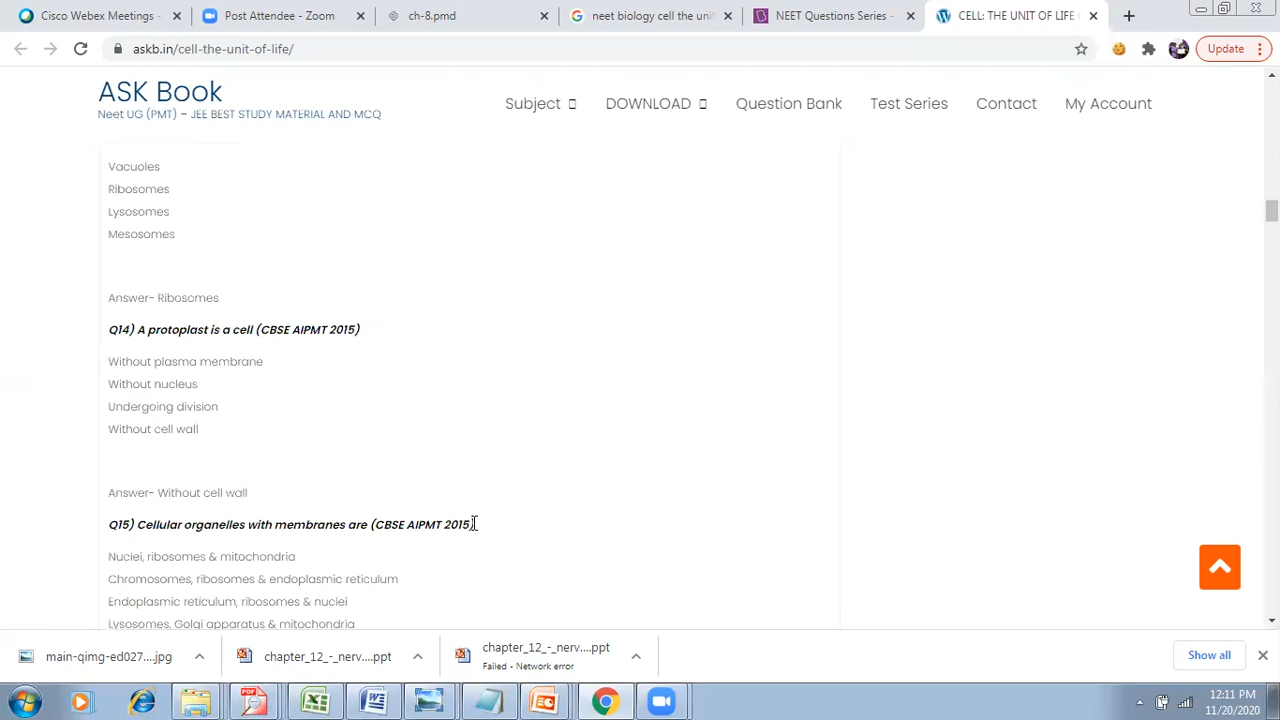 Cisco Webex Meetings -
Post Attendee - Zoom
ch-8.pmd
neet biology cell the uni
NEET Questions Series -
CELL: THE UNIT OF LIFE
askb.in/cell-the-unit-of-life/
Update
ASK Book
Neet UG (PMT) – JEE BEST STUDY MATERIAL AND MCQ
Subject
DOWNLOAD
Question Bank
Test Series
Contact
My Account
Vacuoles
Ribosomes
Lysosomes
Mesosomes
Answer- Ribosomes
Q14) A protoplast is a cell (CBSE AIPMT 2015)
Without plasma membrane
Without nucleus
Undergoing division
Without cell wall
Answer- Without cell wall
Q15) Cellular organelles with membranes are (CBSE AIPMT 2015)
Nuclei, ribosomes & mitochondria
Chromosomes, ribosomes & endoplasmic reticulum
Endoplasmic reticulum, ribosomes & nuclei
Lysosomes, Golgi apparatus & mitochondria
main-qimg-ed027....jpg
chapter_12_-_nerv....ppt
chapter_12_-_nerv....ppt
Failed - Network error
Show all
12:11 PM
11/20/2020